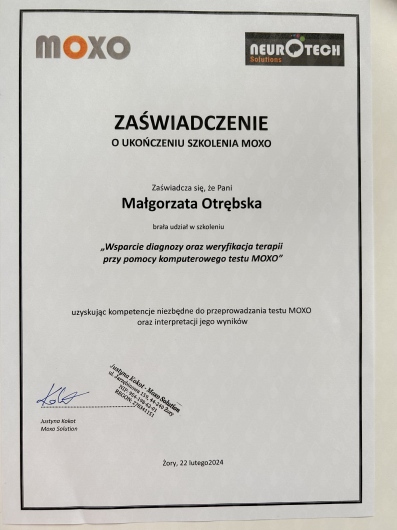 MOXO
NEUROTECH
Solutions
ZAŚWIADCZENIE
O UKOŃCZENIU SZKOLENIA MOXO
Zaświadcza się, że Pani
Małgorzata Otrębska
brała udział w szkoleniu
„Wsparcie diagnozy oraz weryfikacja terapii
przy pomocy komputerowego testu MOXO”
uzyskując kompetencje niezbędne do przeprowadzania testu MOXO
oraz interpretacji jego wyników
Justyna Kokot - Moxo Solution
Justyna Kokot
Moxo Solution
Żory, 22 lutego2024